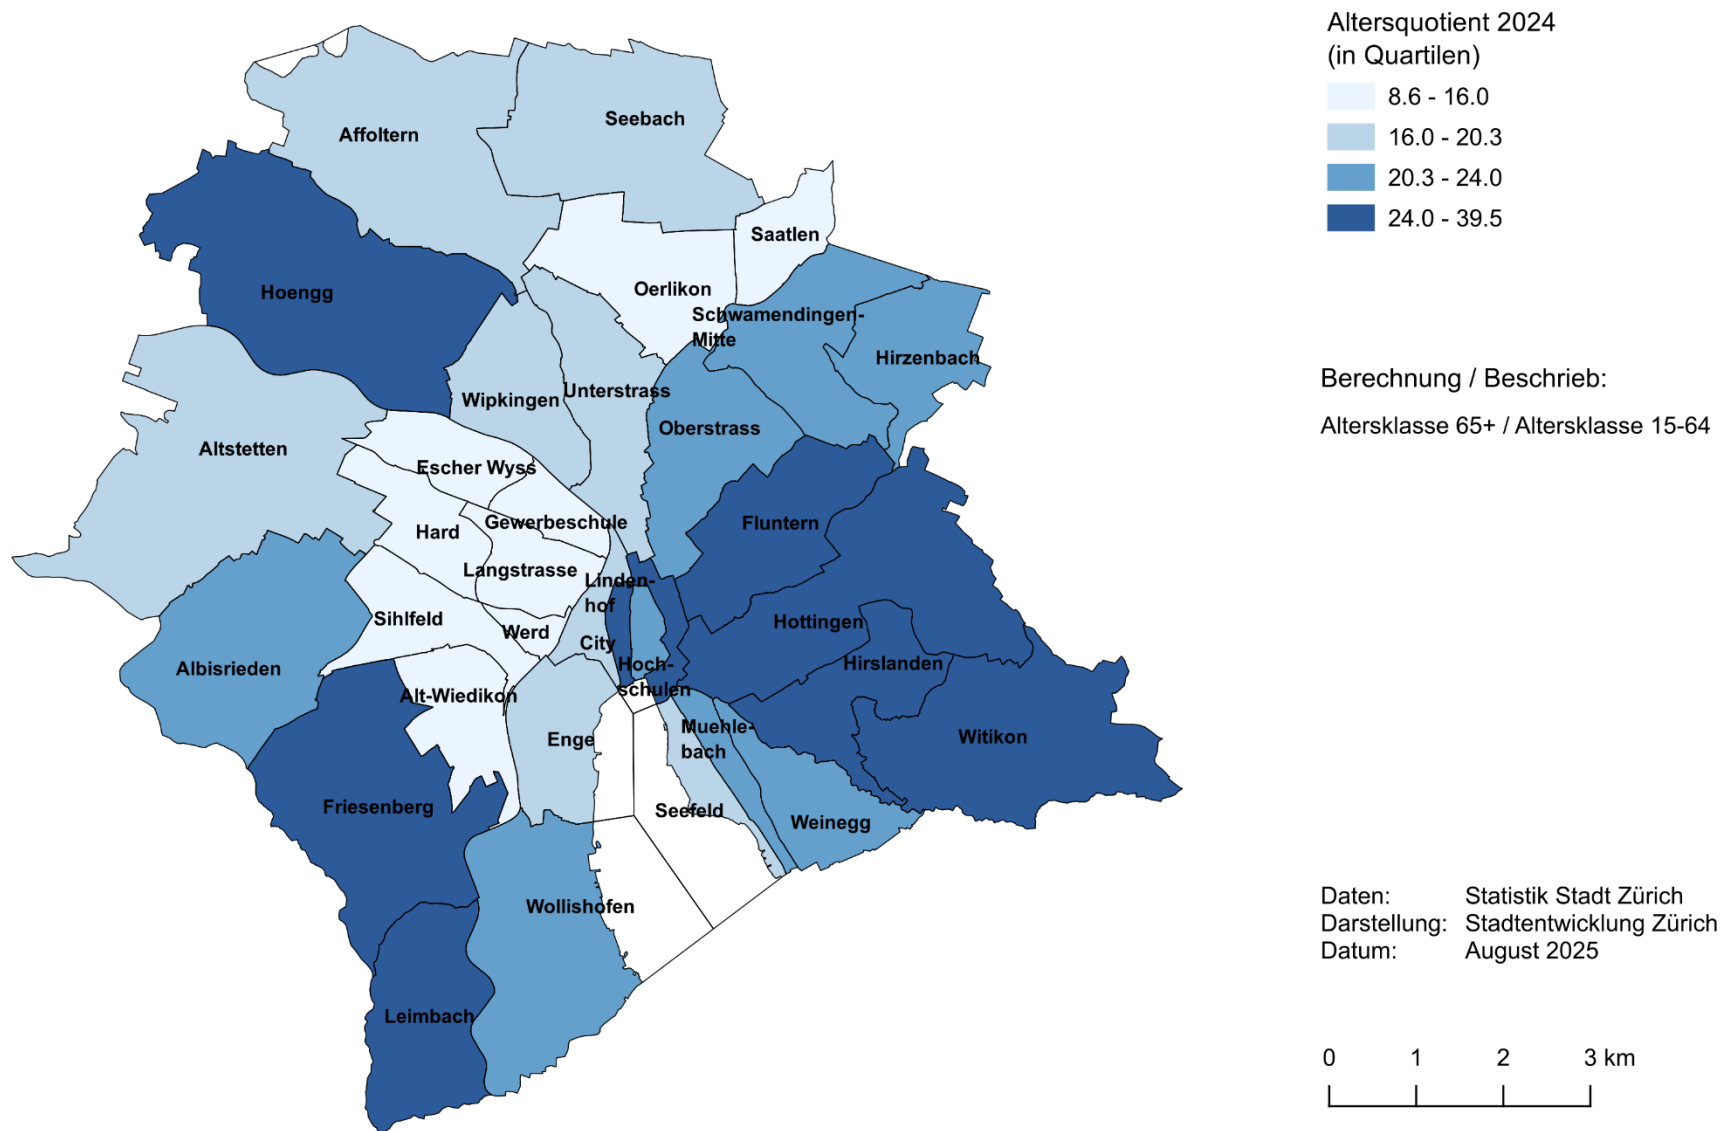 Altersquotient 2024
(in Quartilen)
8.6 - 16.0
16.0 - 20.3
20.3 - 24.0
24.0 - 39.5
Berechnung / Beschrieb:
Altersklasse 65+ / Altersklasse 15-64
Daten: Statistik Stadt Zürich
Darstellung: Stadtentwicklung Zürich
Datum: August 2025
0 1 2 3 km
Affoltern
Seebach
Saatlen
Hoengg
Oerlikon
Schwamendingen-
Mitte
Hirzenbach
Wipkingen
Unterstrass
Oberstrass
Altstetten
Escher Wyss
Gewerbeschule
Hard
Fluntern
Langstrasse
Linden-
hof
Sihlfeld
Werd
City
Hottingen
Albisrieden
Hoch-
schulen
Hirslanden
Alt-Wiedikon
Enge
Muehle-
bach
Witikon
Friesenberg
Seefeld
Weinegg
Wollishofen
Leimbach